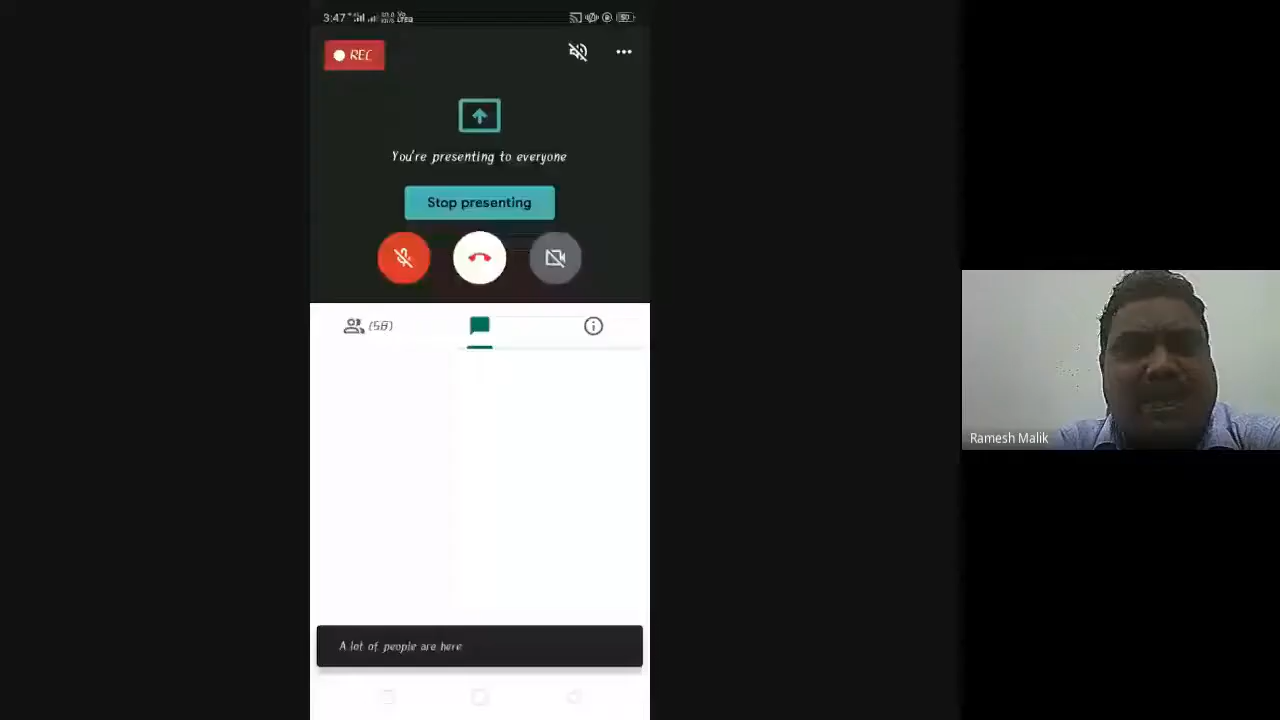 3:47
REC
You're presenting to everyone
Stop presenting
(58)
A lot of people are here
Ramesh Malik